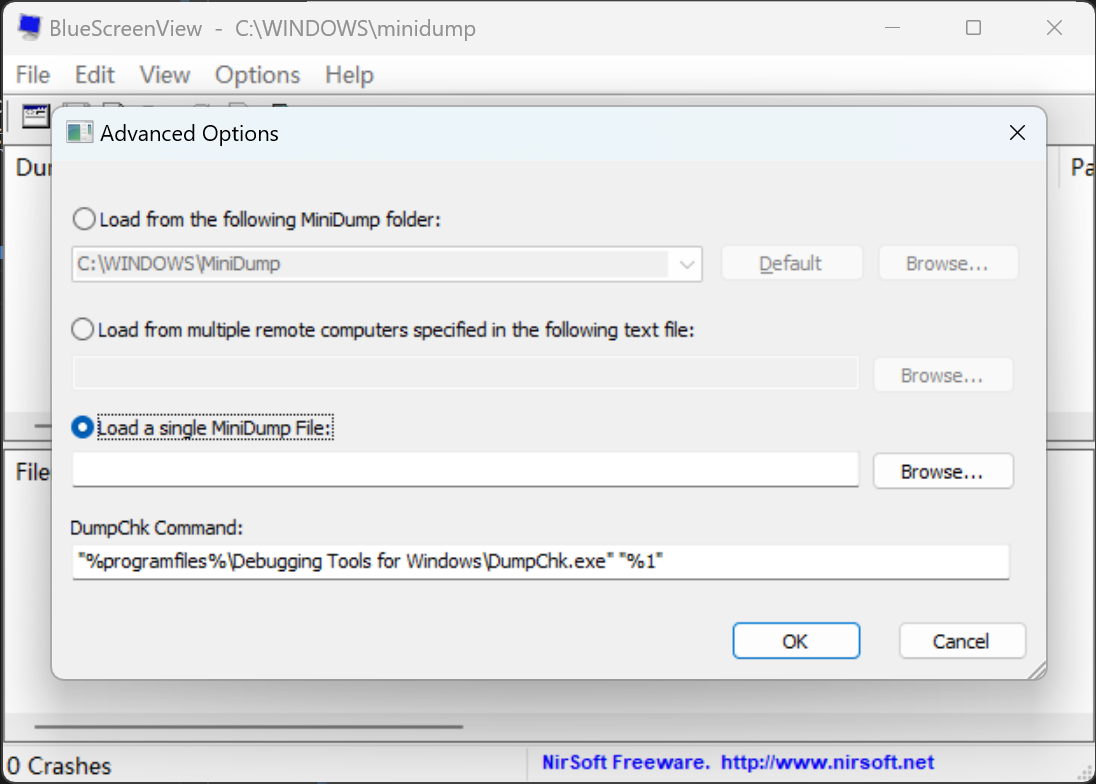 BlueScreenView - C:\WINDOWS\minidump
File Edit View Options Help
Advanced Options
Load from the following MiniDump folder:
C:\WINDOWS\MiniDump
Default
Browse...
Load from multiple remote computers specified in the following text file:
Browse...
Load a single MiniDump File:
Browse...
DumpChk Command:
"%programfiles%\Debugging Tools for Windows\DumpChk.exe" "%1"
OK
Cancel
0 Crashes
NirSoft Freeware. http://www.nirsoft.net